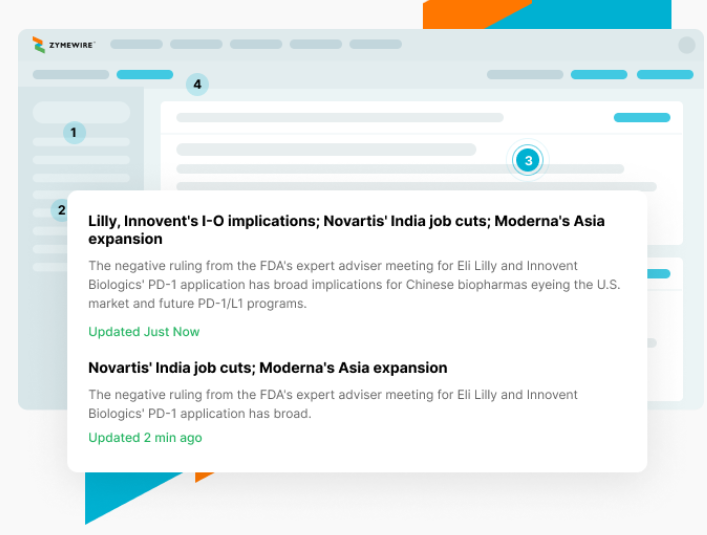 ZYMEWIRE
4
1
3
2
Lilly, Innovent's I-O implications; Novartis' India job cuts; Moderna's Asia
expansion
The negative ruling from the FDA's expert adviser meeting for Eli Lilly and Innovent
Biologics' PD-1 application has broad implications for Chinese biopharmas eyeing the U.S.
market and future PD-1/L1 programs.
Updated Just Now
Novartis' India job cuts; Moderna's Asia expansion
The negative ruling from the FDA's expert adviser meeting for Eli Lilly and Innovent
Biologics' PD-1 application has broad.
Updated 2 min ago